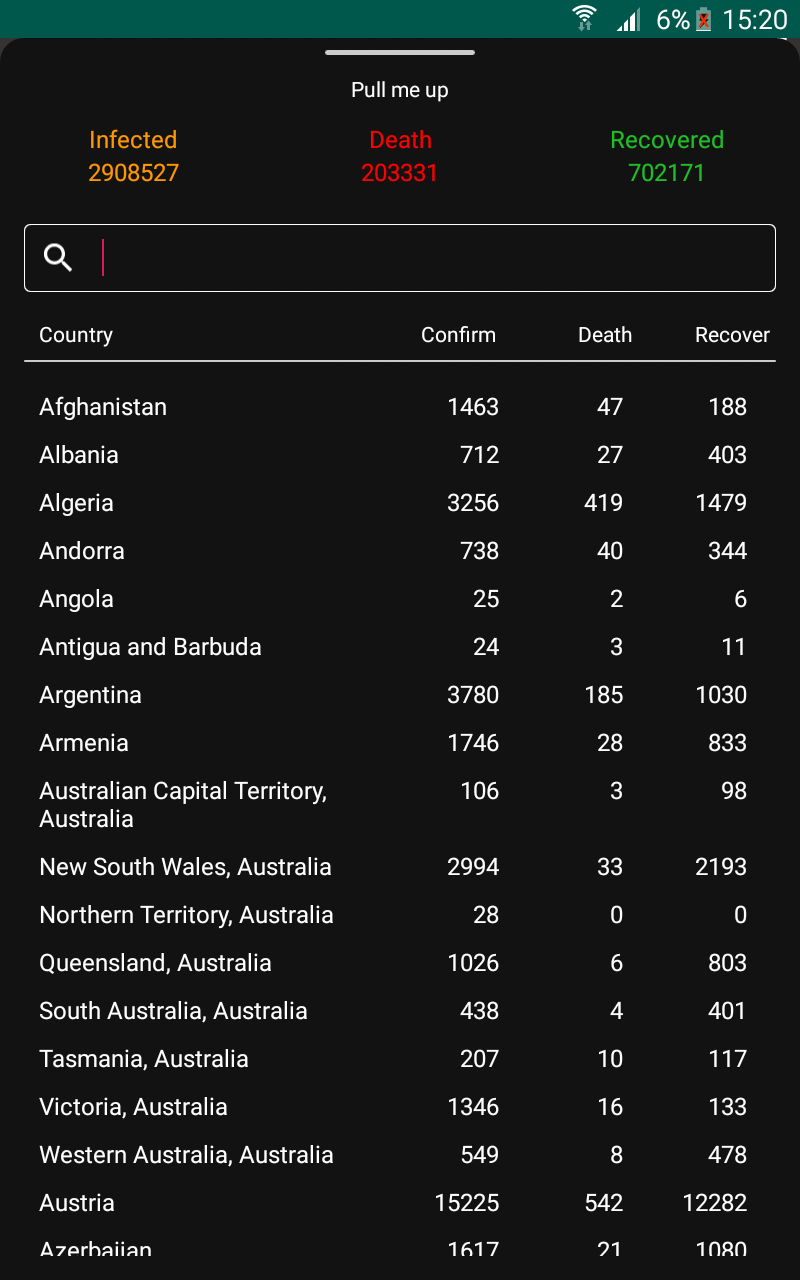 6% 15:20
Pull me up
Infected Death Recovered
2908527 203331 702171
Country Confirm Death Recover
Afghanistan 1463 47 188
Albania 712 27 403
Algeria 3256 419 1479
Andorra 738 40 344
Angola 25 2 6
Antigua and Barbuda 24 3 11
Argentina 3780 185 1030
Armenia 1746 28 833
Australian Capital Territory, 106 3 98
Australia
New South Wales, Australia 2994 33 2193
Northern Territory, Australia 28 0 0
Queensland, Australia 1026 6 803
South Australia, Australia 438 4 401
Tasmania, Australia 207 10 117
Victoria, Australia 1346 16 133
Western Australia, Australia 549 8 478
Austria 15225 542 12282
Azerbaijan 1617 21 1080